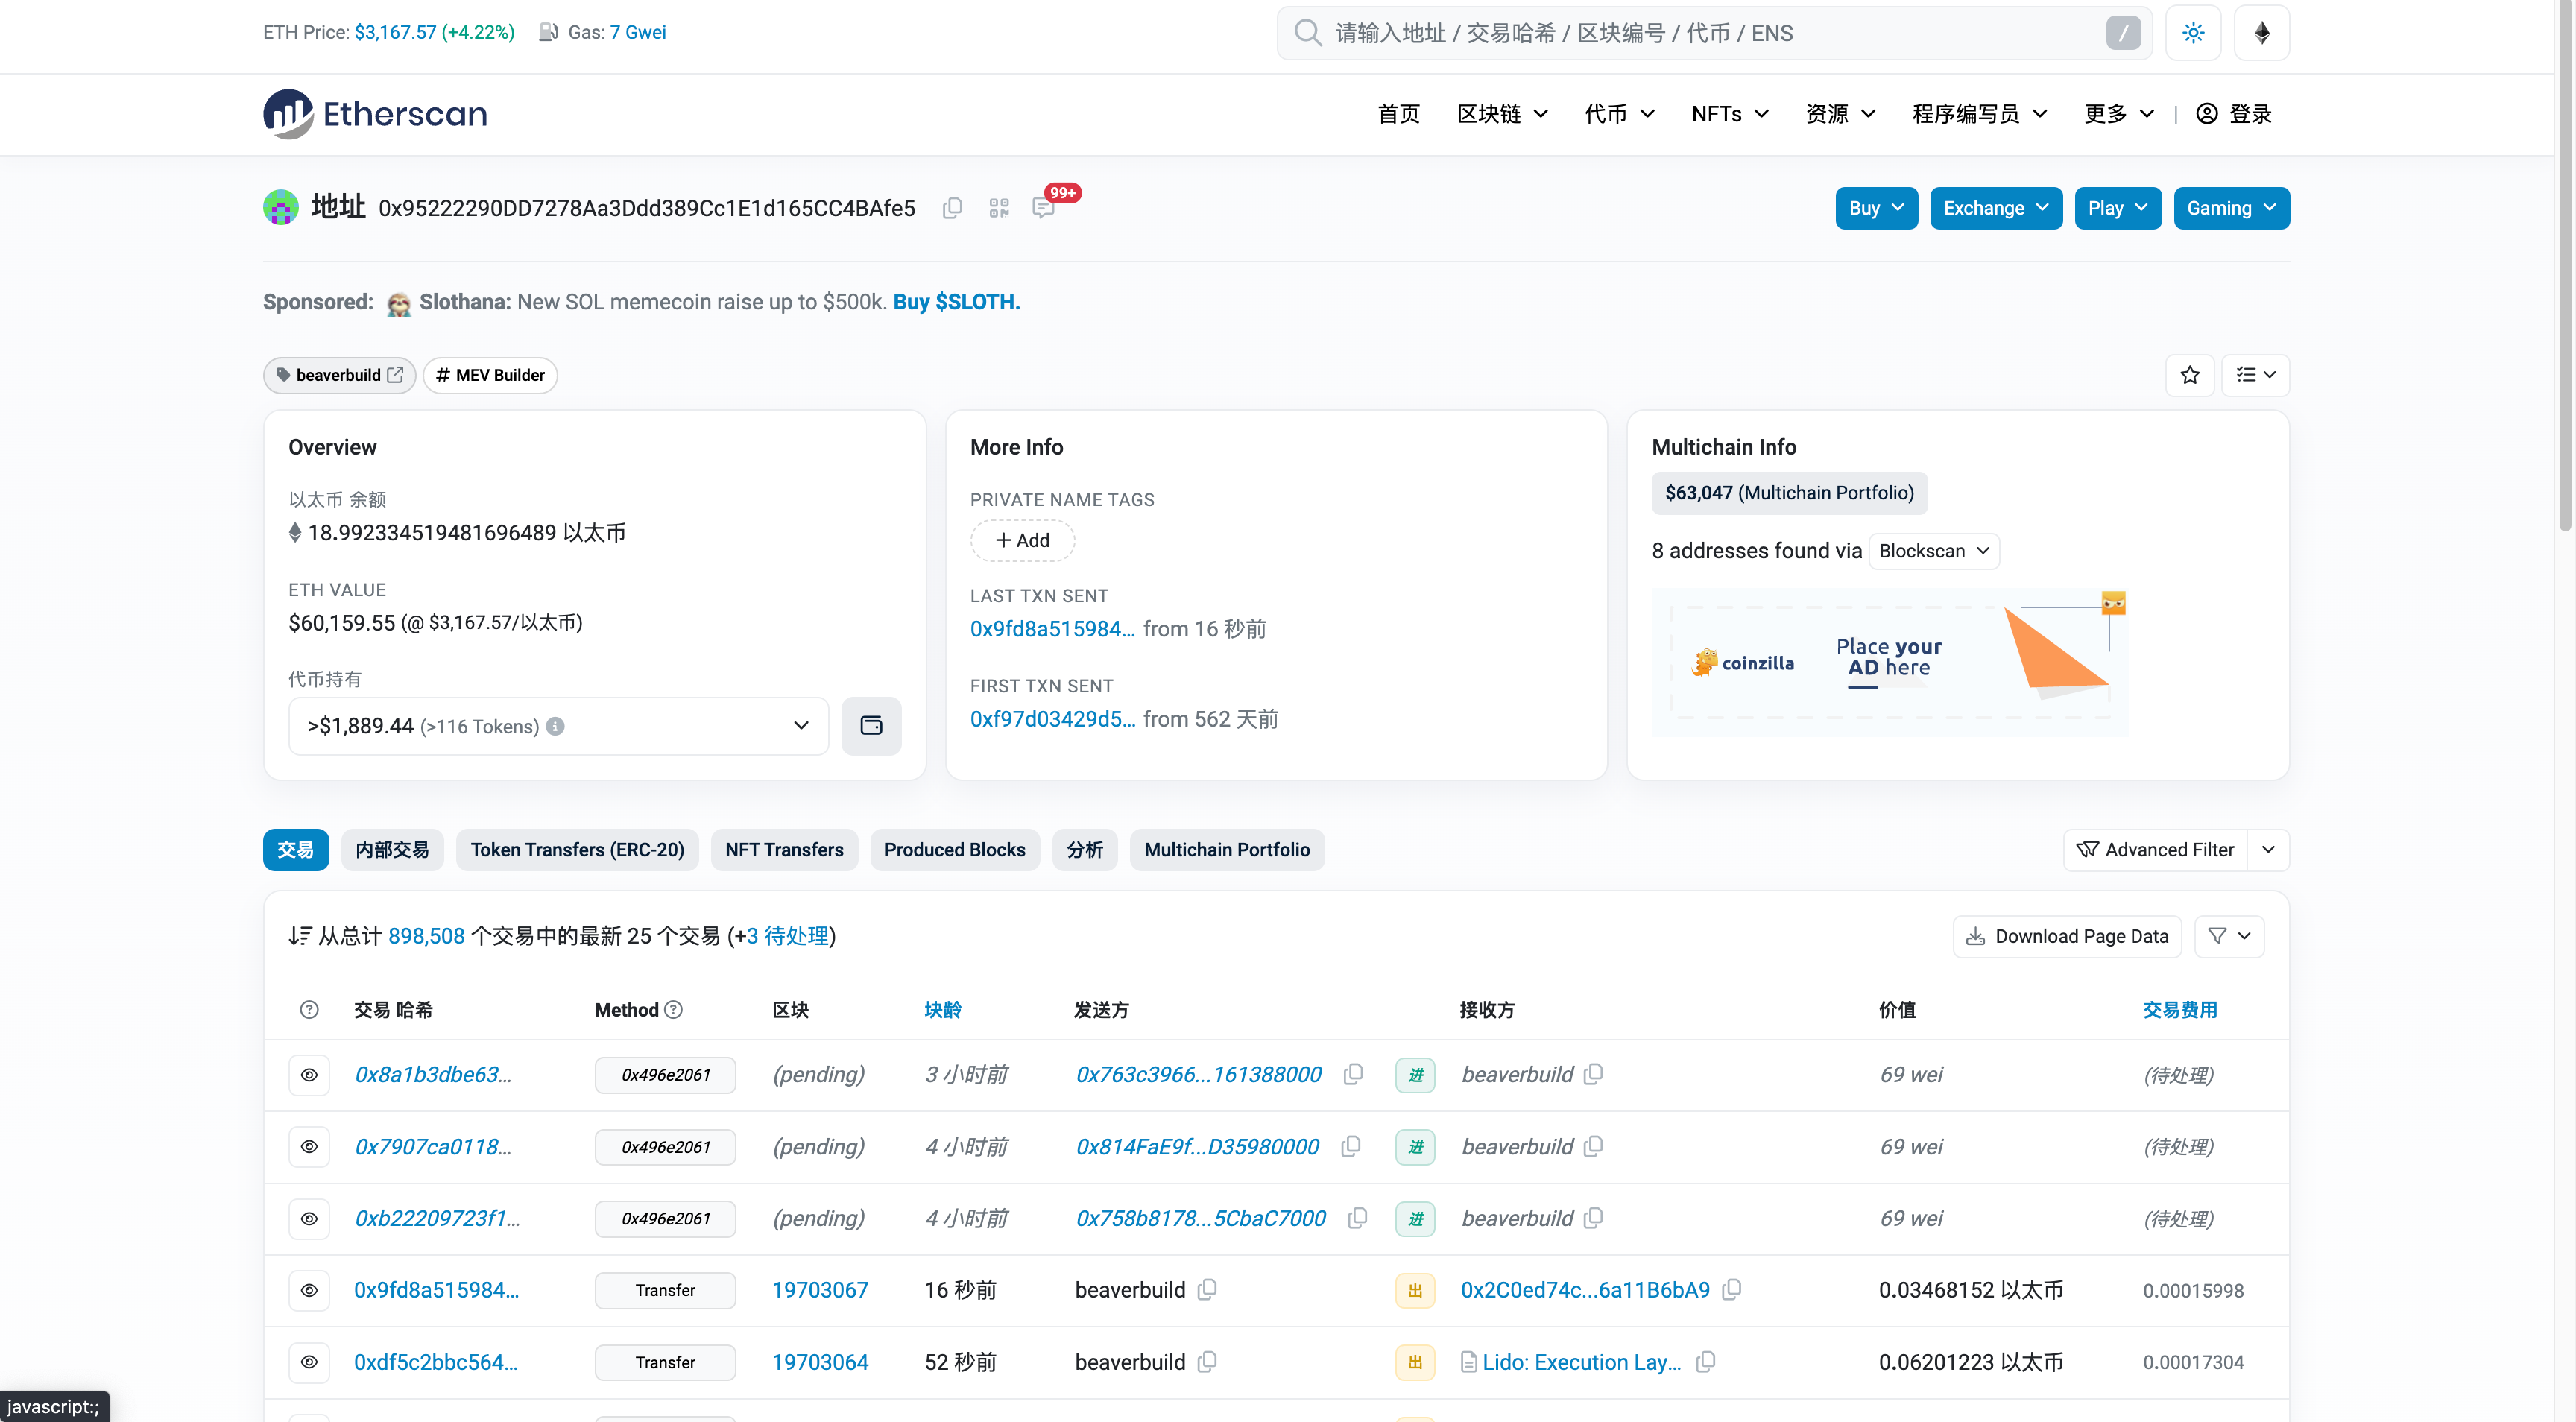 ETH Price: $3,167.57 (+4.22%) Gas: 7 Gwei
请输入地址 / 交易哈希 / 区块编号 / 代币 / ENS /
Etherscan
首页 区块链 代币 NFTs 资源 程序编写员 更多 | 登录
地址 0x95222290DD7278Aa3Ddd389Cc1E1d165CC4BAfe5 99+
Buy Exchange Play Gaming
Sponsored: Slothana: New SOL memecoin raise up to $500k. Buy $SLOTH.
beaverbuild # MEV Builder
Overview
以太币 余额
18.992334519481696489 以太币
ETH VALUE
$60,159.55 (@ $3,167.57/以太币)
代币持有
>$1,889.44 (>116 Tokens)
More Info
PRIVATE NAME TAGS
+ Add
LAST TXN SENT
0x9fd8a515984... from 16 秒前
FIRST TXN SENT
0xf97d03429d5... from 562 天前
Multichain Info
$63,047 (Multichain Portfolio)
8 addresses found via Blockscan
coinzilla
Place your
AD here
交易 内部交易 Token Transfers (ERC-20) NFT Transfers Produced Blocks 分析 Multichain Portfolio
Advanced Filter
从总计 898,508 个交易中的最新 25 个交易 (+3 待处理)
Download Page Data
交易 哈希 Method 区块 块龄 发送方 接收方 价值 交易费用
0x8a1b3dbe63... 0x496e2061 (pending) 3 小时前 0x763c3966...161388000 进 beaverbuild 69 wei (待处理)
0x7907ca0118... 0x496e2061 (pending) 4 小时前 0x814FaE9f...D35980000 进 beaverbuild 69 wei (待处理)
0xb22209723f1... 0x496e2061 (pending) 4 小时前 0x758b8178...5CbaC7000 进 beaverbuild 69 wei (待处理)
0x9fd8a515984... Transfer 19703067 16 秒前 beaverbuild 出 0x2C0ed74c...6a11B6bA9 0.03468152 以太币 0.00015998
0xdf5c2bbc564... Transfer 19703064 52 秒前 beaverbuild 出 Lido: Execution Lay... 0.06201223 以太币 0.00017304
javascript:;